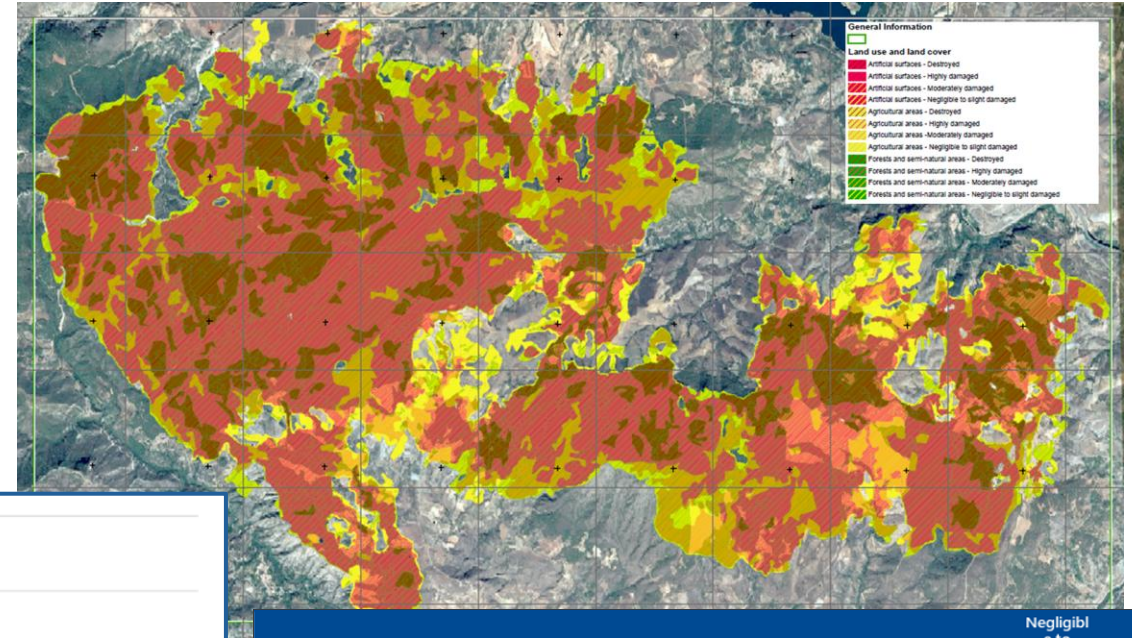 General Information
Land use and land cover
Artificial surfaces - Destroyed
Artificial surfaces - Highly damaged
Artificial surfaces - Moderately damaged
Artificial surfaces - Negligible to slight damaged
Agricultural areas - Destroyed
Agricultural areas - Highly damaged
Agricultural areas -Moderately damaged
Agricultural areas - Negligible to slight damaged
Forests and semi-natural areas - Destroyed
Forests and semi-natural areas - Highly damaged
Forests and semi-natural areas - Moderately damaged
Forests and semi-natural areas - Negligible to slight damaged
Negligibl